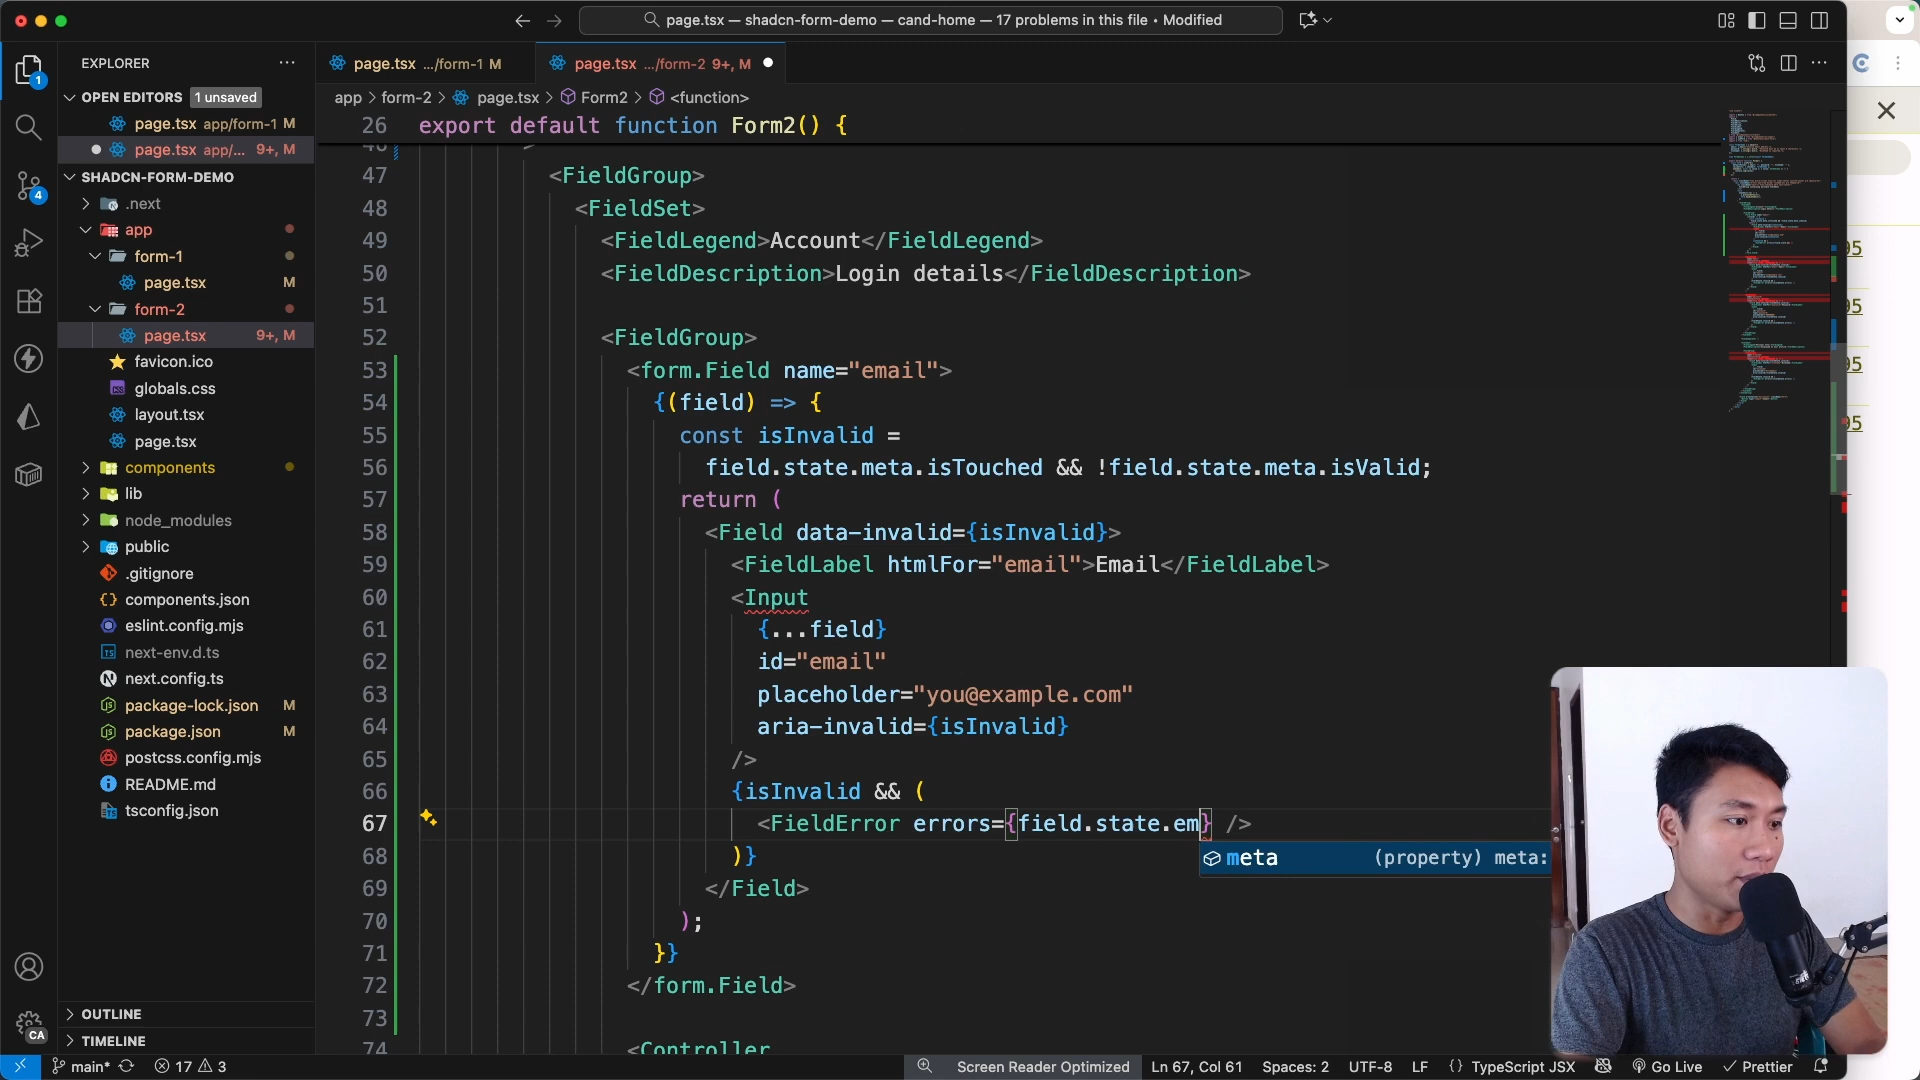 page.tsx — shadcn-form-demo — cand-home — 17 problems in this file • Modified
EXPLORER
OPEN EDITORS 1 unsaved
page.tsx app/form-1 M
page.tsx app/... 9+, M
SHADCN-FORM-DEMO
.next
app
form-1
page.tsx M
form-2
page.tsx 9+, M
favicon.ico
globals.css
layout.tsx
page.tsx
components
lib
node_modules
public
.gitignore
components.json
eslint.config.mjs
next-env.d.ts
next.config.ts
package-lock.json M
package.json M
postcss.config.mjs
README.md
tsconfig.json
OUTLINE
TIMELINE
1
4
CA
page.tsx .../form-1 M
page.tsx .../form-2 9+, M
app > form-2 > page.tsx > Form2 > <function>
26 export default function Form2() {
47 <FieldGroup>
48 <FieldSet>
49 <FieldLegend>Account</FieldLegend>
50 <FieldDescription>Login details</FieldDescription>
51
52 <FieldGroup>
53 <form.Field name="email">
54 {(field) => {
55 const isInvalid =
56 field.state.meta.isTouched && !field.state.meta.isValid;
57 return (
58 <Field data-invalid={isInvalid}>
59 <FieldLabel htmlFor="email">Email</FieldLabel>
60 <Input
61 {...field}
62 id="email"
63 placeholder="you@example.com"
64 aria-invalid={isInvalid}
65 />
66 {isInvalid && (
67 <FieldError errors={field.state.em} />
meta (property) meta:
68 )}
69 </Field>
70 );
71 }}
72 </form.Field>
73
74 <Controller
main* 17 3
Screen Reader Optimized Ln 67, Col 61 Spaces: 2 UTF-8 LF {} TypeScript JSX Go Live Prettier